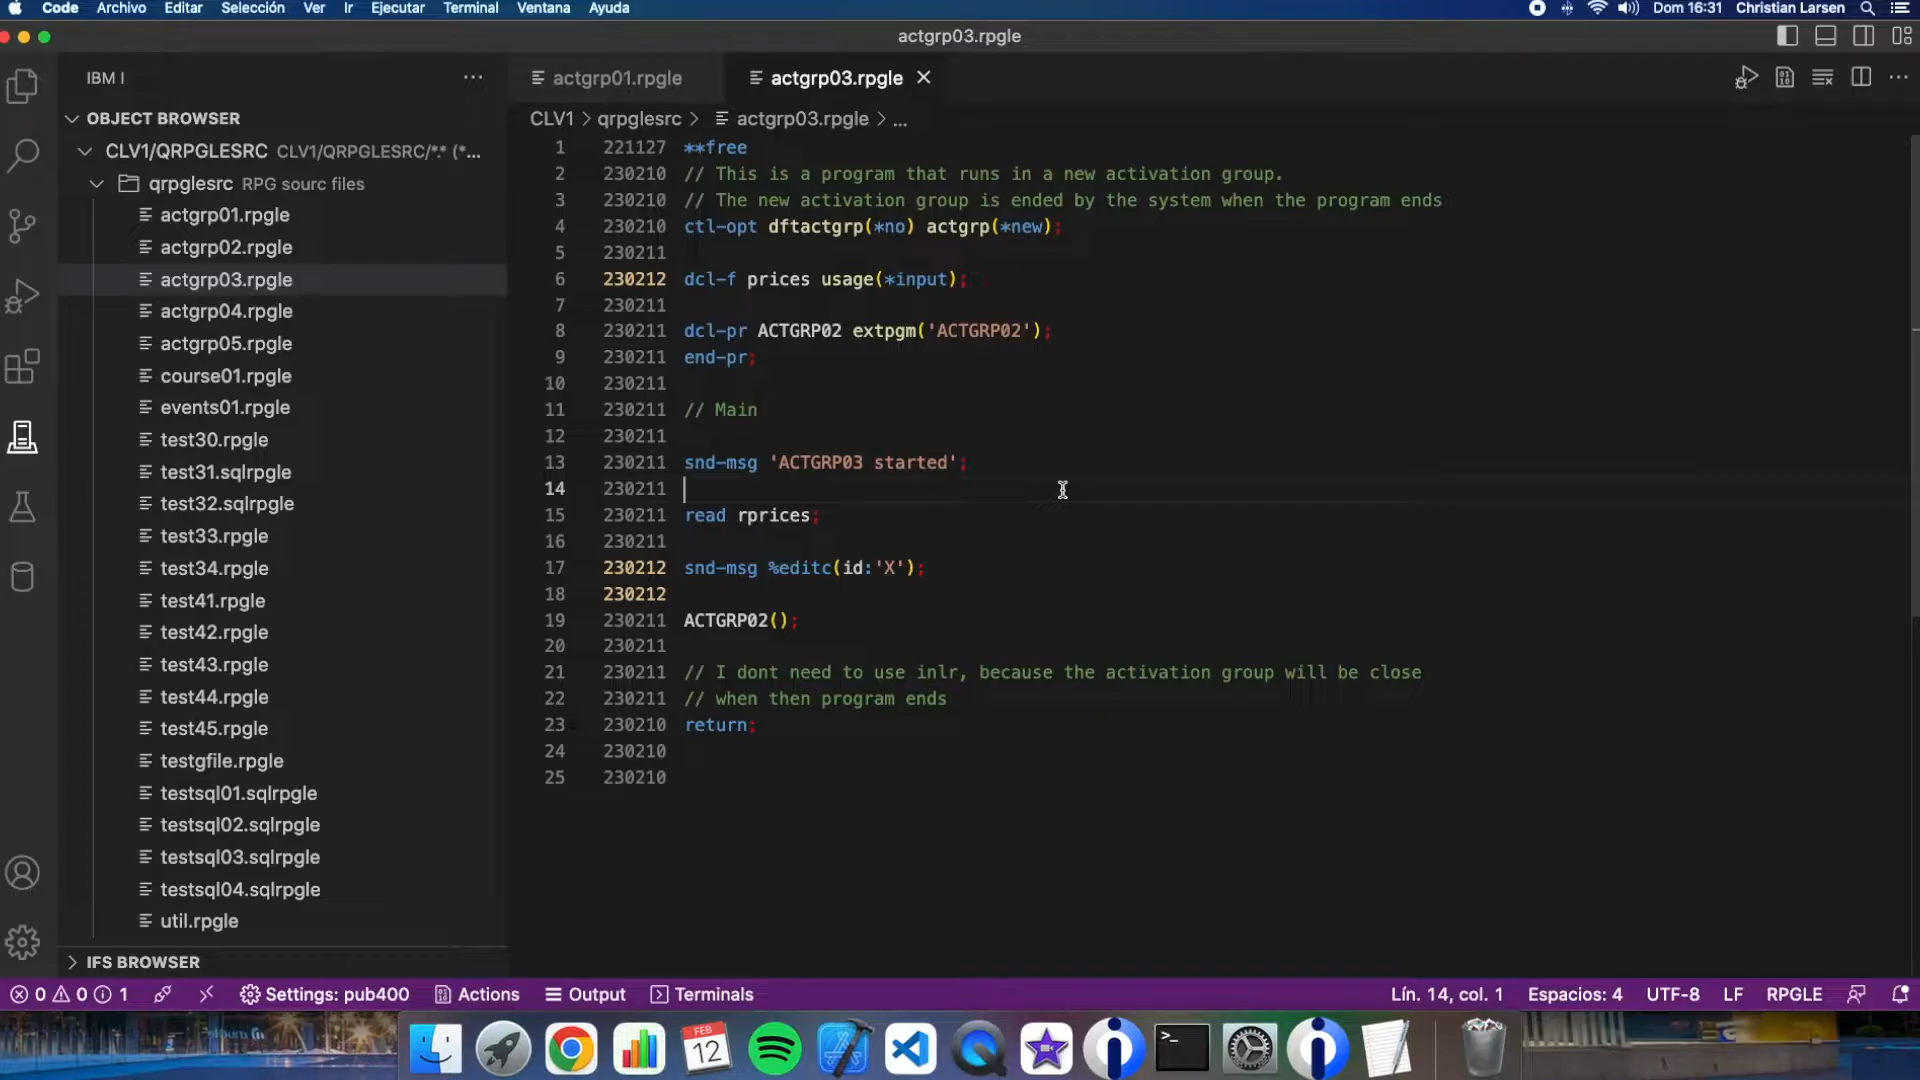 Code Archivo Editar Selección Ver Ir Ejecutar Terminal Ventana Ayuda Dom 16:31 Christian Larsen
actgrp03.rpgle
IBM I ...
actgrp01.rpgle actgrp03.rpgle
OBJECT BROWSER
CLV1 > qrpglesrc > actgrp03.rpgle > ...
CLV1/QRPGLESRC CLV1/QRPGLESRC/*.* (*...
qrpglesrc RPG sourc files
actgrp01.rpgle
actgrp02.rpgle
actgrp03.rpgle
actgrp04.rpgle
actgrp05.rpgle
course01.rpgle
events01.rpgle
test30.rpgle
test31.sqlrpgle
test32.sqlrpgle
test33.rpgle
test34.rpgle
test41.rpgle
test42.rpgle
test43.rpgle
test44.rpgle
test45.rpgle
testgfile.rpgle
testsql01.sqlrpgle
testsql02.sqlrpgle
testsql03.sqlrpgle
testsql04.sqlrpgle
util.rpgle
IFS BROWSER
1 221127 **free
2 230210 // This is a program that runs in a new activation group.
3 230210 // The new activation group is ended by the system when the program ends
4 230210 ctl-opt dftactgrp(*no) actgrp(*new);
5 230211
6 230212 dcl-f prices usage(*input);
7 230211
8 230211 dcl-pr ACTGRP02 extpgm('ACTGRP02');
9 230211 end-pr;
10 230211
11 230211 // Main
12 230211
13 230211 snd-msg 'ACTGRP03 started';
14 230211
15 230211 read rprices;
16 230211
17 230212 snd-msg %editc(id:'X');
18 230212
19 230211 ACTGRP02();
20 230211
21 230211 // I dont need to use inlr, because the activation group will be close
22 230211 // when then program ends
23 230210 return;
24 230210
25 230210
0 0 1 Settings: pub400 Actions Output Terminals Lín. 14, col. 1 Espacios: 4 UTF-8 LF RPGLE
FEB
12